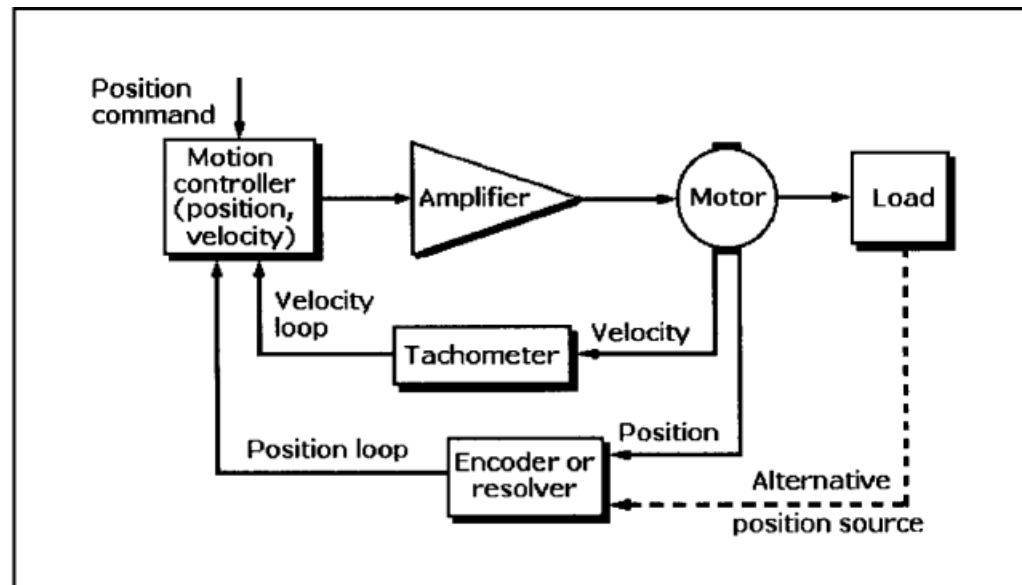 Position
command
Motion
controller
(position,
velocity)
Amplifier
Motor
Load
Velocity
loop
Tachometer
Velocity
Position loop
Encoder or
resolver
Position
Alternative
position source